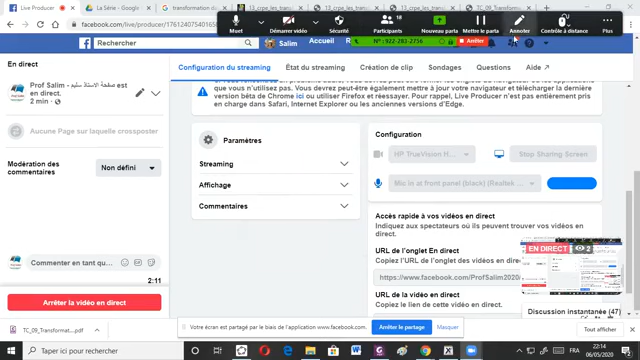 Live Producer
La Série - Google D
transformation du
TC_09_Transformat
facebook.com/live/producer/176124075401560
Muet
Démarrer vidéo
Sécurité
Participants
18
Nouveau parta
Mettre le parta
Annoter
Contrôle à distance
Plus
N° : 922-283-2756
Arrêter
Rechercher
Salim
Accueil
En direct
Prof Salim صفحة الاستاذ سليم -
en direct.
2 min
Aucune Page sur laquelle crossposter
Modération des
commentaires
Non défini
Commenter en tant qu...
2:11
Arrêter la vidéo en direct
Configuration du streaming
État du streaming
Création de clip
Sondages
Questions
Aide
que vous n'utilisez pas. Vous devrez peut-être également mettre à jour votre navigateur et télécharger la dernière
version bêta de Chrome ici ou utiliser Firefox et réessayer. Pour rappel, Live Producer n'est pas entièrement pris
en charge dans Safari, Internet Explorer ou les anciennes versions d'Edge.
Paramètres
Streaming
Affichage
Commentaires
Configuration
HP TrueVision H...
Stop Sharing Screen
Mic in at front panel (black) (Realtek ...
Accès rapide à vos vidéos en direct
Indiquez aux spectateurs où ils peuvent trouver vos vidéos en
direct.
URL de l'onglet En direct
Copiez l'URL de l'onglet des vidéos en direct
https://www.facebook.com/ProfSalim2020/
URL de la vidéo en direct
Copiez le lien de cette vidéo en direct.
EN DIRECT
2
Discussion instantanée (47)
Votre écran est partagé par le biais de l'application www.facebook.com.
Arrêter le partage
Masquer
TC_09_Transformat....pdf
Tout afficher
Taper ici pour rechercher
FRA
22:14
06/05/2020